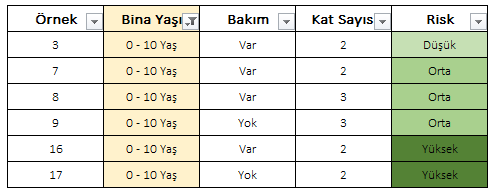 Örnek Bina Yaşı Bakım Kat Sayıs Risk
3 0 - 10 Yaş Var 2 Düşük
7 0 - 10 Yaş Var 2 Orta
8 0 - 10 Yaş Var 3 Orta
9 0 - 10 Yaş Yok 3 Orta
16 0 - 10 Yaş Var 2 Yüksek
17 0 - 10 Yaş Yok 2 Yüksek